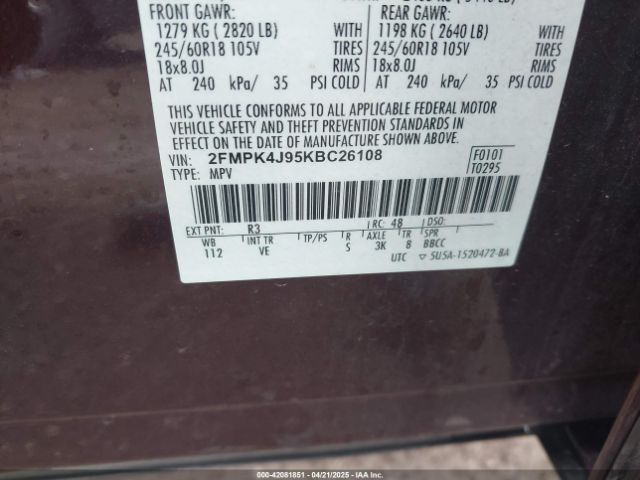 FRONT GAWR: REAR GAWR:
1279 KG ( 2820 LB) WITH 1198 KG ( 2640 LB) WITH
245/60R18 105V TIRES 245/60R18 105V TIRES
18x8.0J RIMS 18x8.0J RIMS
AT 240 kPa/ 35 PSI COLD AT 240 kPa/ 35 PSI COLD
THIS VEHICLE CONFORMS TO ALL APPLICABLE FEDERAL MOTOR
VEHICLE SAFETY AND THEFT PREVENTION STANDARDS IN
EFFECT ON THE DATE OF MANUFACTURE SHOWN ABOVE.
VIN: 2FMPK4J95KBC26108 F0101
TYPE: MPV T0295
EXT PNT: R3 RC: 48 DSO:
WB INT TR TP/PS R AXLE TR SPR
112 VE S 3K 8 BBCC
UTC ▽ 5U5A-1520472-BA
000-42081851 - 04/21/2025 - IAA Inc.